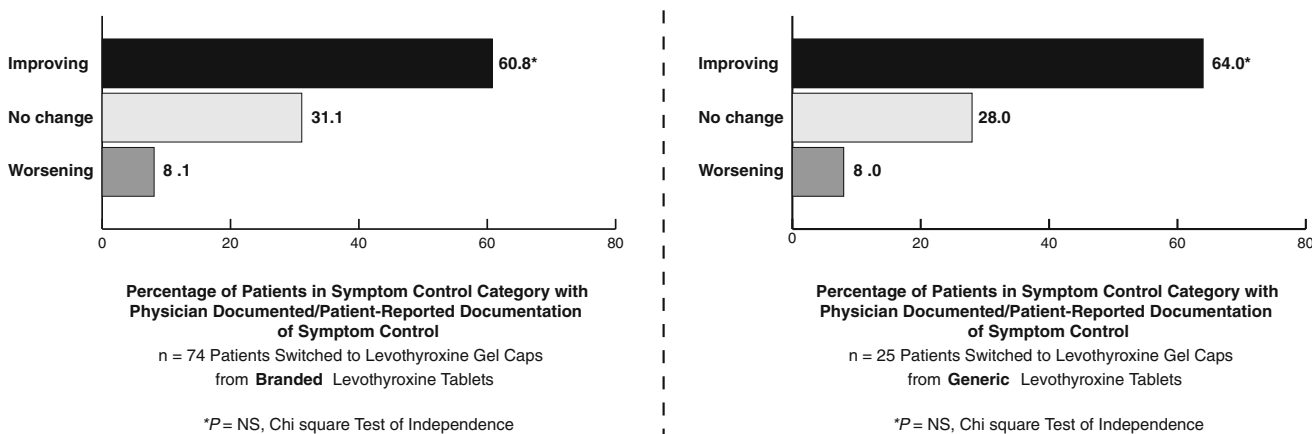 Improving
60.8*
No change
31.1
Worsening
8 .1
0
20
40
60
80
Percentage of Patients in Symptom Control Category with
Physician Documented/Patient-Reported Documentation
of Symptom Control
n = 74 Patients Switched to Levothyroxine Gel Caps
from Branded Levothyroxine Tablets
*P = NS, Chi square Test of Independence
Improving
64.0*
No change
28.0
Worsening
8 .0
0
20
40
60
80
Percentage of Patients in Symptom Control Category with
Physician Documented/Patient-Reported Documentation
of Symptom Control
n = 25 Patients Switched to Levothyroxine Gel Caps
from Generic Levothyroxine Tablets
*P = NS, Chi square Test of Independence